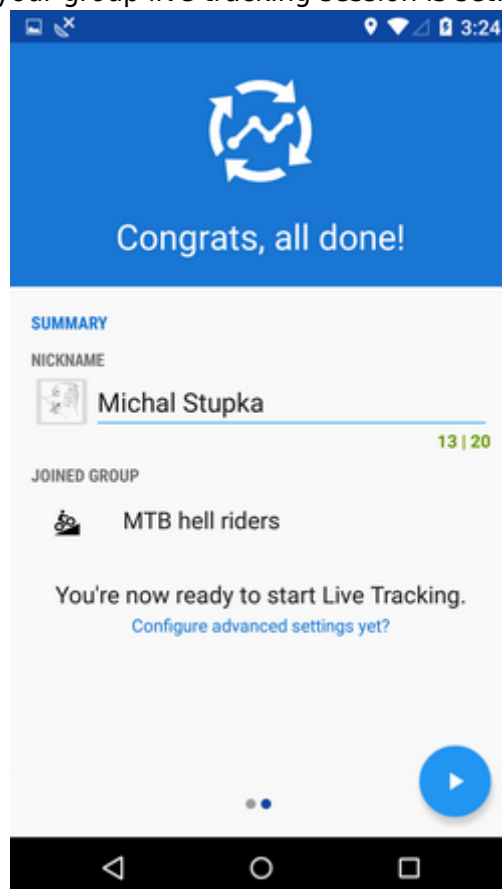 your group live tracking session is set.
3:24
Congrats, all done!
SUMMARY
NICKNAME
Michal Stupka
13 | 20
JOINED GROUP
MTB hell riders
You're now ready to start Live Tracking.
Configure advanced settings yet?